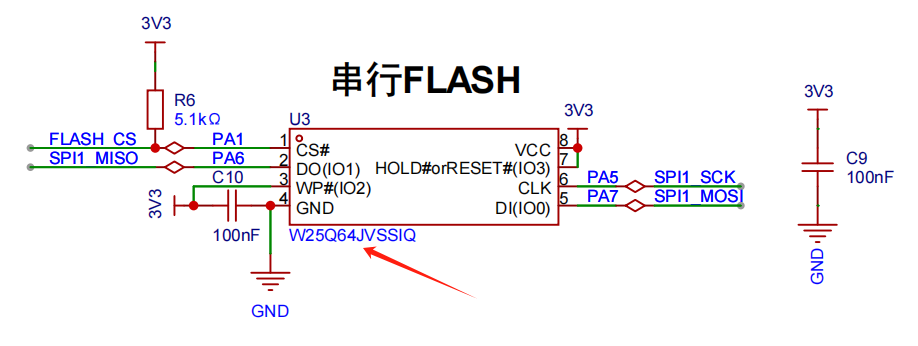 串行FLASH
3V3
R6
5.1kΩ
U3
3V3
3V3
FLASH_CS
PA1
1
CS#
VCC
8
SPI1_MISO
PA6
2
DO(IO1)
HOLD#orRESET#(IO3)
7
C10
3
WP#(IO2)
CLK
6
PA5
SPI1_SCK
3V3
4
GND
DI(IO0)
5
PA7
SPI1_MOSI
C9
100nF
100nF
W25Q64JVSSIQ
GND
GND